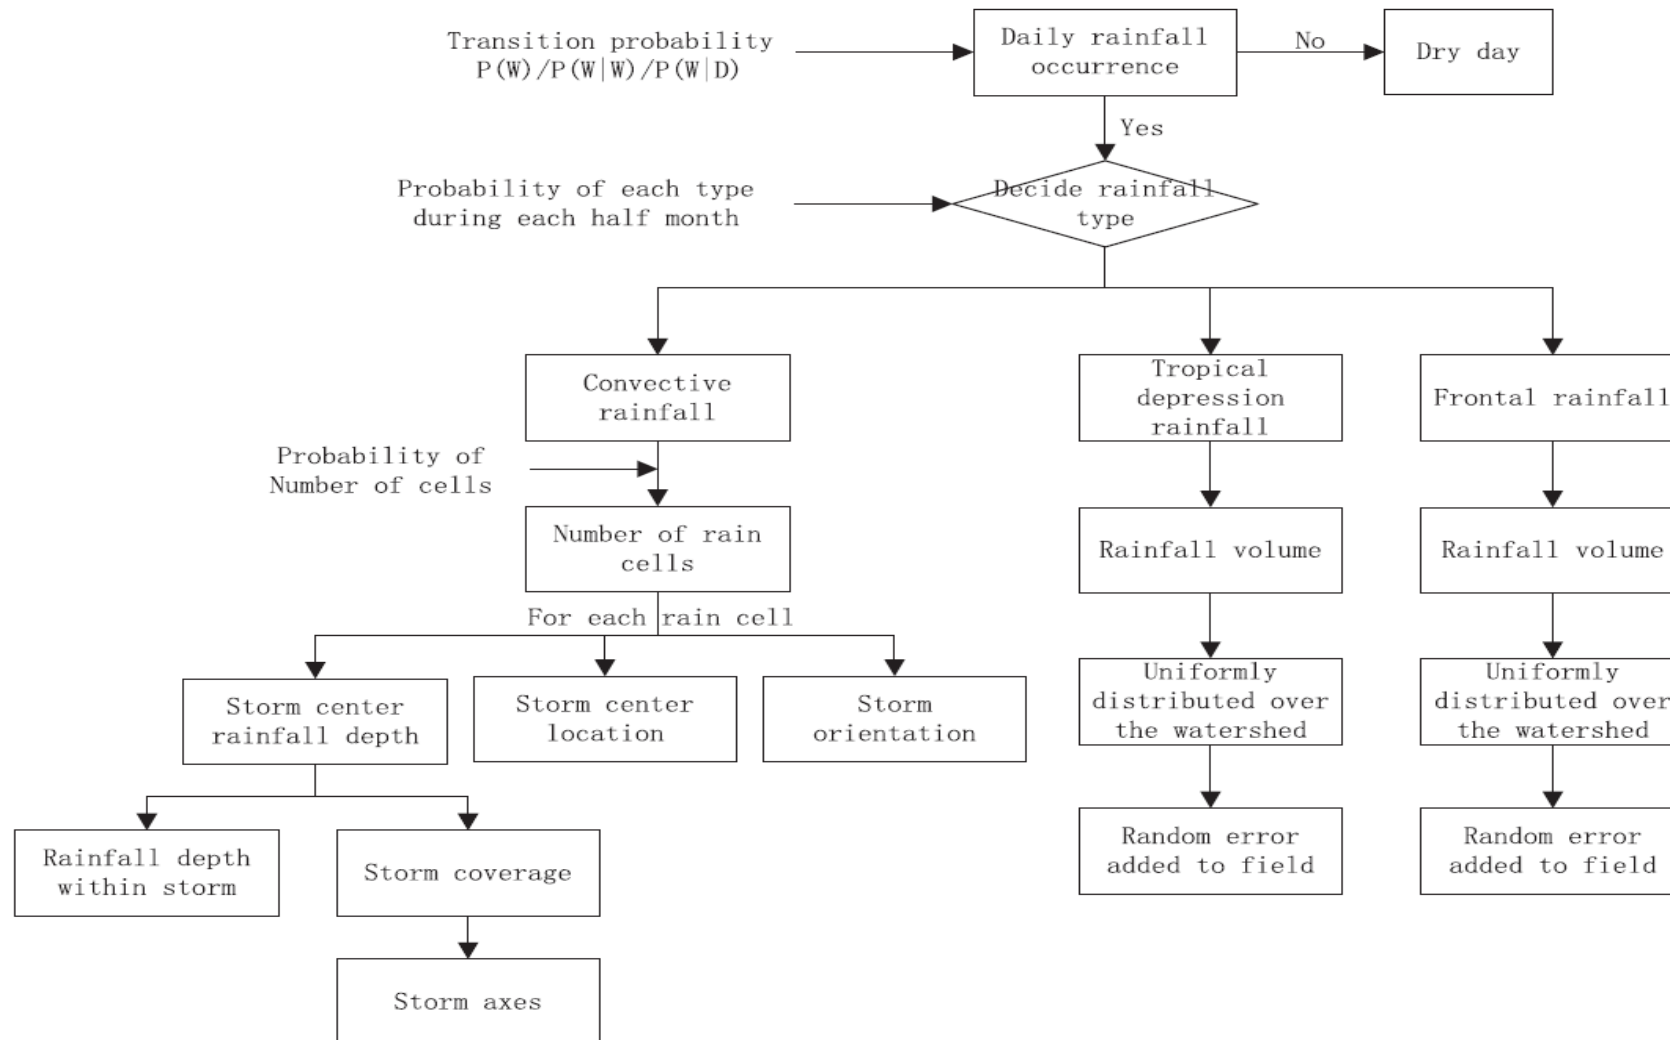 Transition probability
P(W)/P(W|W)/P(W|D)
Daily rainfall
occurrence
No
Dry day
Yes
Probability of each type
during each half month
Decide rainfall
type
Convective
rainfall
Tropical
depression
rainfall
Frontal rainfall
Probability of
Number of cells
Number of rain
cells
Rainfall volume
Rainfall volume
For each rain cell
Storm center
rainfall depth
Storm center
location
Storm
orientation
Uniformly
distributed over
the watershed
Uniformly
distributed over
the watershed
Rainfall depth
within storm
Storm coverage
Random error
added to field
Random error
added to field
Storm axes